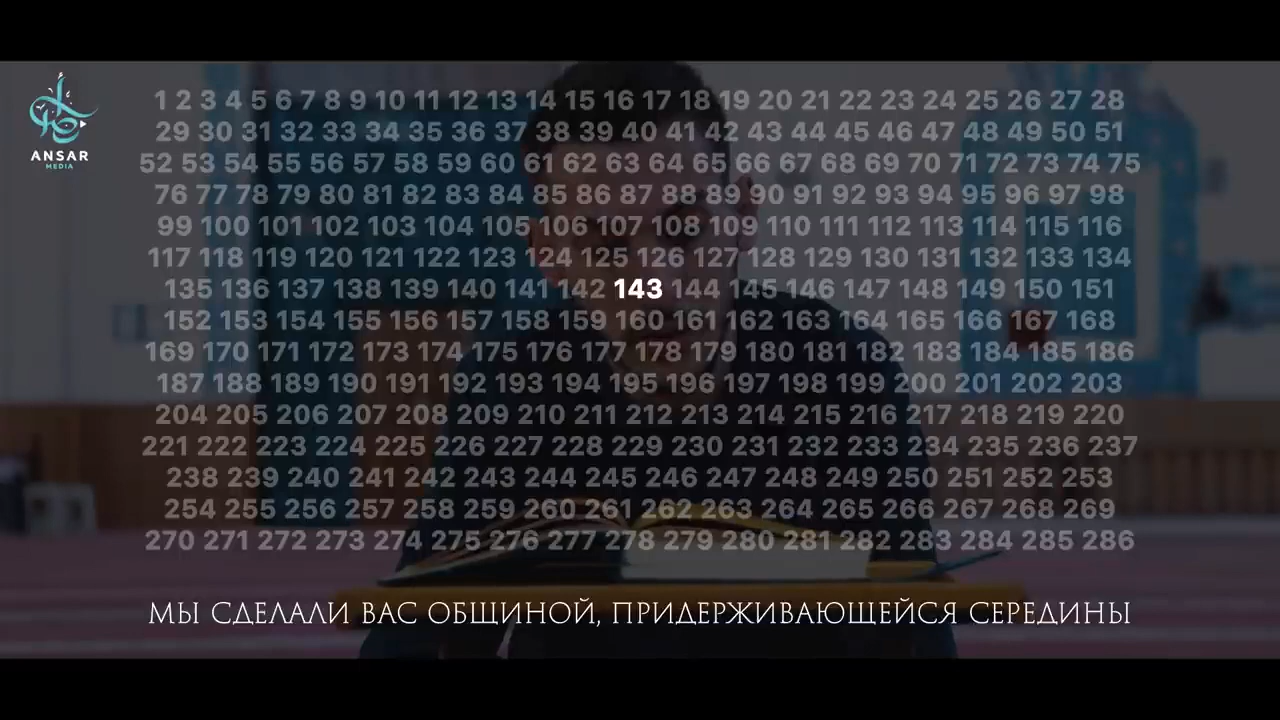 ANSAR
MEDIA
1 2 3 4 5 6 7 8 9 10 11 12 13 14 15 16 17 18 19 20 21 22 23 24 25 26 27 28
29 30 31 32 33 34 35 36 37 38 39 40 41 42 43 44 45 46 47 48 49 50 51
52 53 54 55 56 57 58 59 60 61 62 63 64 65 66 67 68 69 70 71 72 73 74 75
76 77 78 79 80 81 82 83 84 85 86 87 88 89 90 91 92 93 94 95 96 97 98
99 100 101 102 103 104 105 106 107 108 109 110 111 112 113 114 115 116
117 118 119 120 121 122 123 124 125 126 127 128 129 130 131 132 133 134
135 136 137 138 139 140 141 142 143 144 145 146 147 148 149 150 151
152 153 154 155 156 157 158 159 160 161 162 163 164 165 166 167 168
169 170 171 172 173 174 175 176 177 178 179 180 181 182 183 184 185 186
187 188 189 190 191 192 193 194 195 196 197 198 199 200 201 202 203
204 205 206 207 208 209 210 211 212 213 214 215 216 217 218 219 220
221 222 223 224 225 226 227 228 229 230 231 232 233 234 235 236 237
238 239 240 241 242 243 244 245 246 247 248 249 250 251 252 253
254 255 256 257 258 259 260 261 262 263 264 265 266 267 268 269
270 271 272 273 274 275 276 277 278 279 280 281 282 283 284 285 286
МЫ СДЕЛАЛИ ВАС ОБЩИНОЙ, ПРИДЕРЖИВАЮЩЕЙСЯ СЕРЕДИНЫ